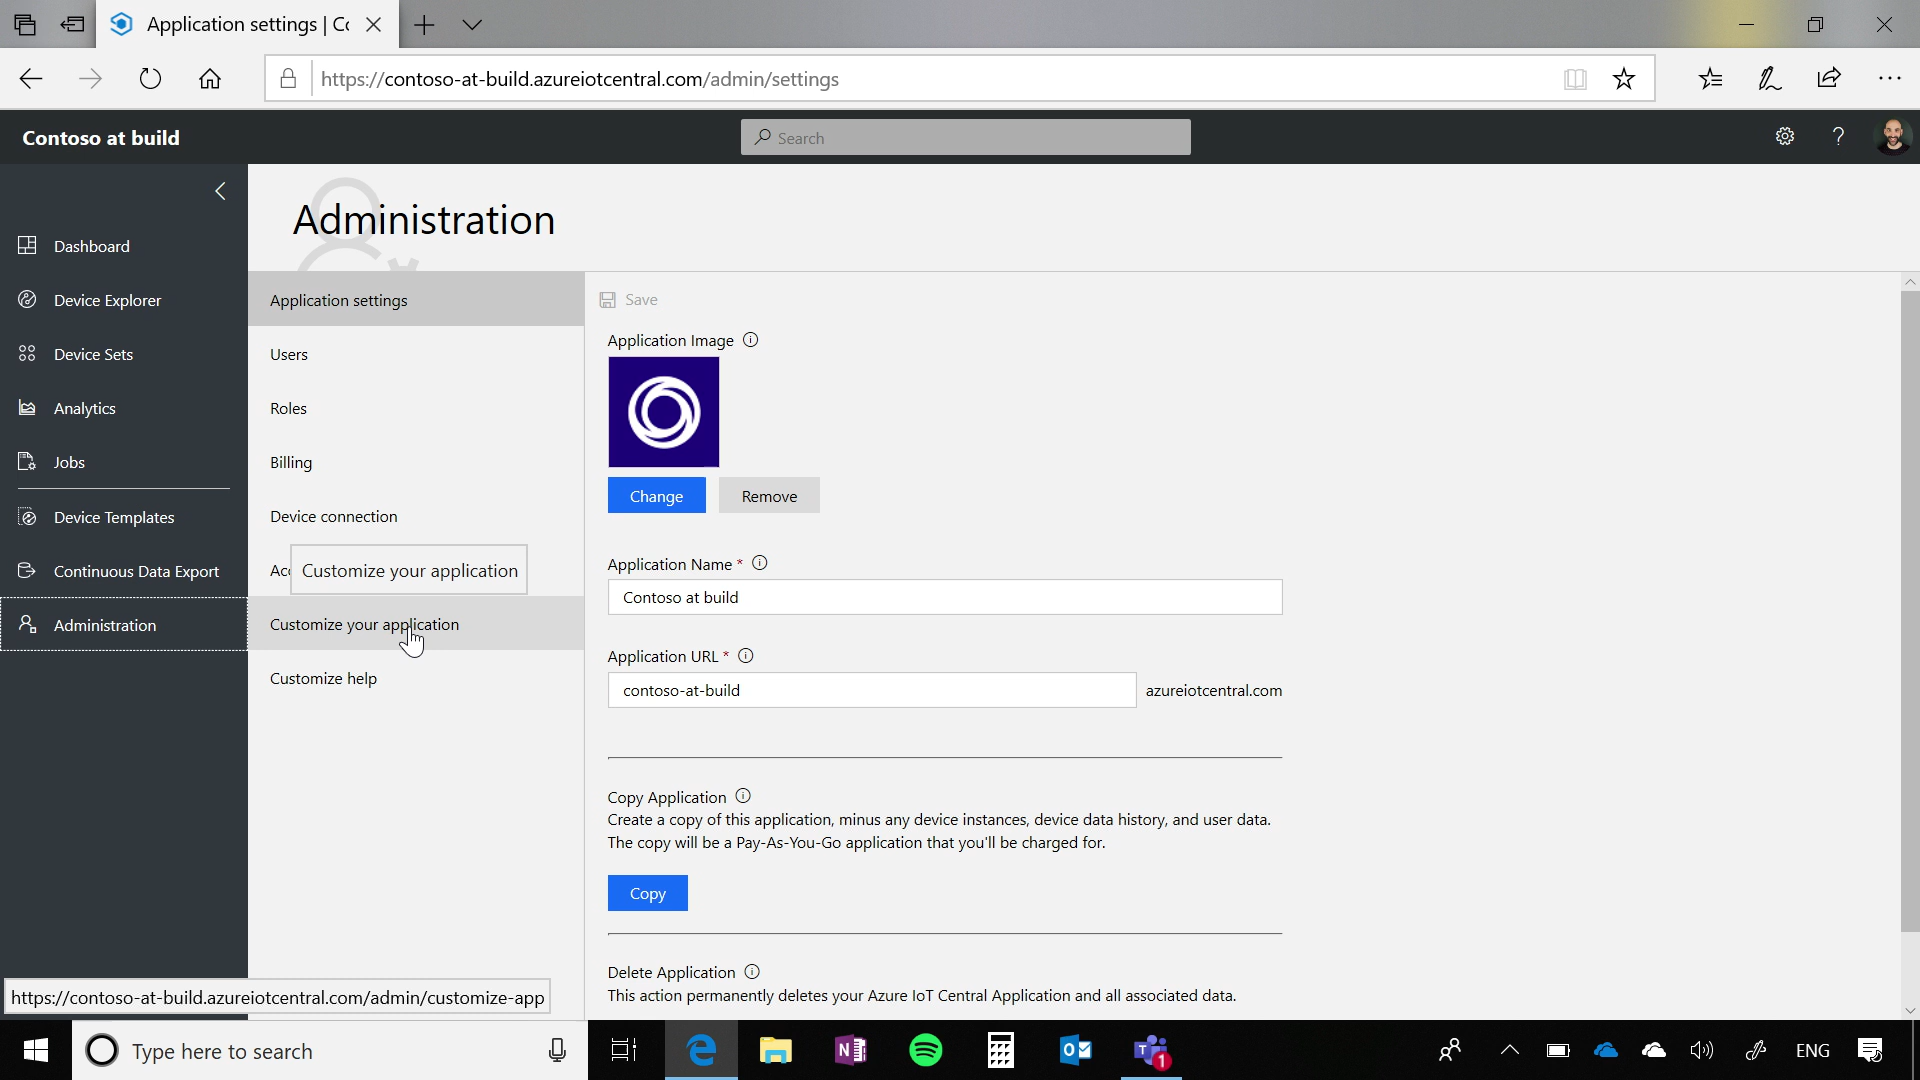 Application settings | Co
https://contoso-at-build.azureiotcentral.com/admin/settings
Contoso at build
Search
?
Administration
Dashboard
Device Explorer
Device Sets
Analytics
Jobs
Device Templates
Continuous Data Export
Administration
Application settings
Users
Roles
Billing
Device connection
Acc
Customize your application
Customize your application
Customize help
Save
Application Image
Change
Remove
Application Name *
Contoso at build
Application URL *
contoso-at-build
azureiotcentral.com
Copy Application
Create a copy of this application, minus any device instances, device data history, and user data.
The copy will be a Pay-As-You-Go application that you'll be charged for.
Copy
Delete Application
This action permanently deletes your Azure IoT Central Application and all associated data.
https://contoso-at-build.azureiotcentral.com/admin/customize-app
Type here to search
N
O
T
1
ENG